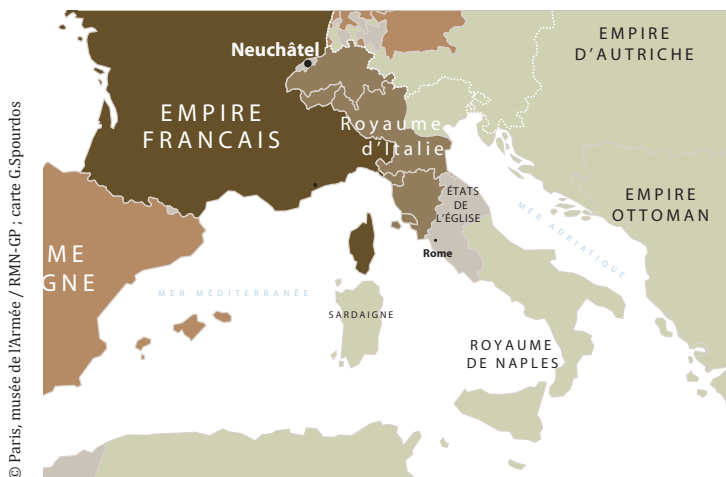 © Paris, musée de l'Armée / RMN-GP ; carte G.Spourdos
Neuchâtel
EMPIRE
D'AUTRICHE
EMPIRE
FRANCAIS
Royaume
d'Italie
ÉTATS
DE
L'ÉGLISE
EMPIRE
OTTOMAN
MER ADRIATIQUE
Rome
ME
GNE
MER MÉDITERRANÉE
SARDAIGNE
ROYAUME
DE NAPLES